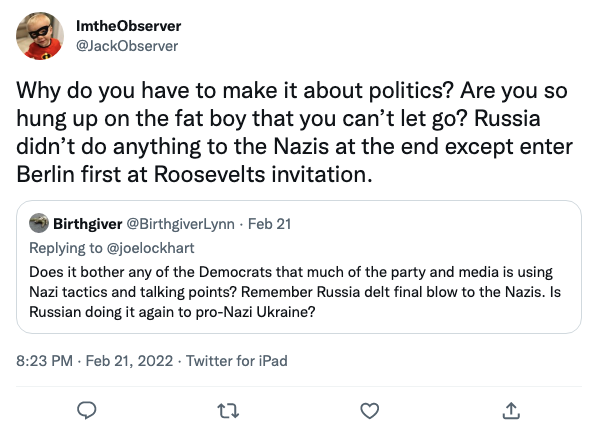 ImtheObserver
@JackObserver
Why do you have to make it about politics? Are you so
hung up on the fat boy that you can’t let go? Russia
didn’t do anything to the Nazis at the end except enter
Berlin first at Roosevelts invitation.
Birthgiver @BirthgiverLynn · Feb 21
Replying to @joelockhart
Does it bother any of the Democrats that much of the party and media is using
Nazi tactics and talking points? Remember Russia delt final blow to the Nazis. Is
Russian doing it again to pro-Nazi Ukraine?
8:23 PM · Feb 21, 2022 · Twitter for iPad